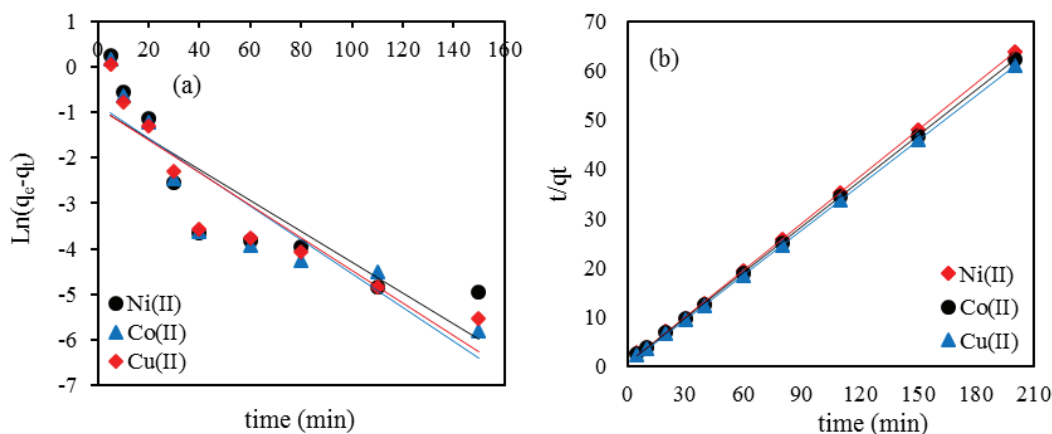 1
0
-1
-2
-3
-4
-5
-6
-7
0 20 40 60 80 100 120 140 160
(a)
Ln(qe-qt)
Ni(II)
Co(II)
Cu(II)
time (min)
70
60
50
40
30
20
10
0
(b)
t/qt
Ni(II)
Co(II)
Cu(II)
0 30 60 90 120 150 180 210
time (min)